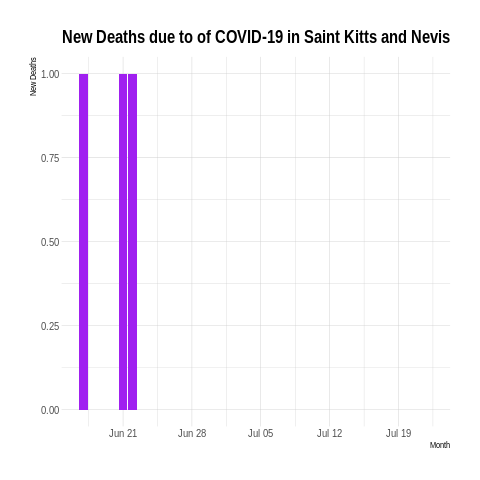 New Deaths due to of COVID-19 in Saint Kitts and Nevis
New Deaths
1.00
0.75
0.50
0.25
0.00
Jun 21 Jun 28 Jul 05 Jul 12 Jul 19
Month